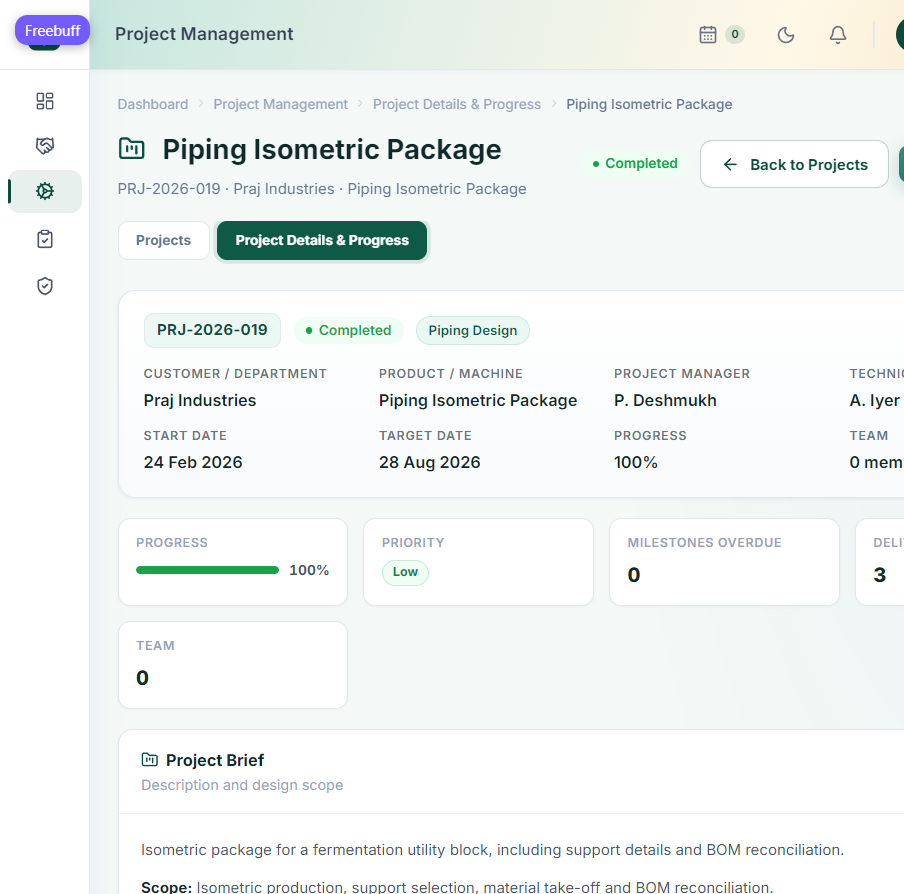 Freebuff
Project Management
0
Dashboard > Project Management > Project Details & Progress > Piping Isometric Package
Piping Isometric Package
Completed
Back to Projects
PRJ-2026-019 · Praj Industries · Piping Isometric Package
Projects
Project Details & Progress
PRJ-2026-019
Completed
Piping Design
CUSTOMER / DEPARTMENT
PRODUCT / MACHINE
PROJECT MANAGER
TECHNIC
Praj Industries
Piping Isometric Package
P. Deshmukh
A. Iyer
START DATE
TARGET DATE
PROGRESS
TEAM
24 Feb 2026
28 Aug 2026
100%
0 mem
PROGRESS
100%
PRIORITY
Low
MILESTONES OVERDUE
0
DELI
3
TEAM
0
Project Brief
Description and design scope
Isometric package for a fermentation utility block, including support details and BOM reconciliation.
Scope: Isometric production, support selection, material take-off and BOM reconciliation.